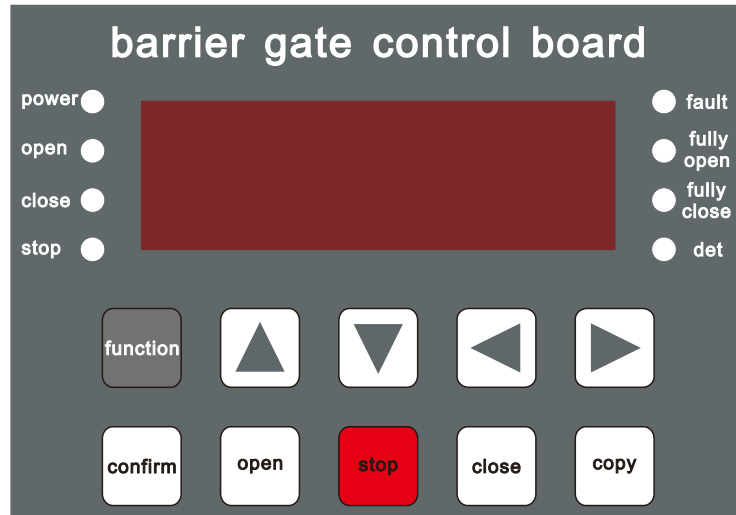 barrier gate control board
power
fault
open
fully
open
close
fully
close
stop
det
function
confirm
open
stop
close
copy